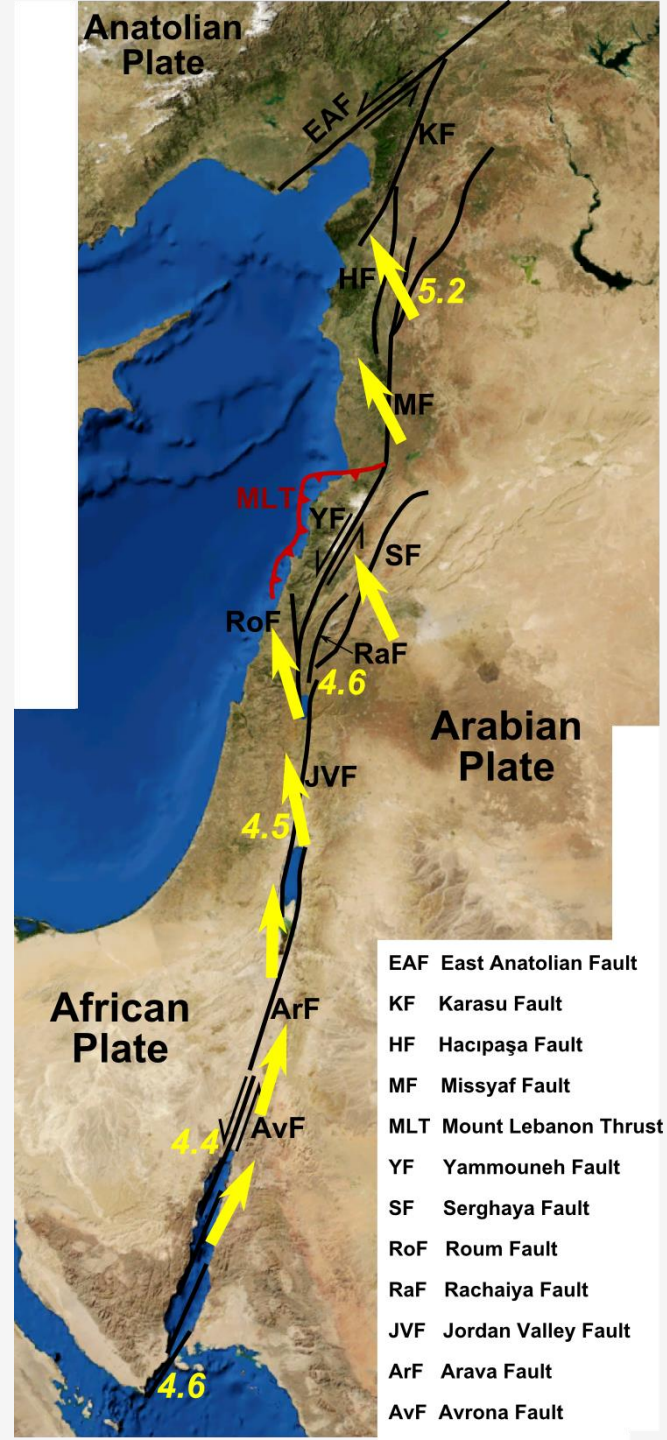 Anatolian
Plate
EAF
KF
HF
5.2
MF
MLT
YF
SF
RoF
RaF
4.6
Arabian
Plate
JVF
4.5
African
Plate
ArF
4.4
AvF
4.6
EAF East Anatolian Fault
KF Karasu Fault
HF Hacıpaşa Fault
MF Missyaf Fault
MLT Mount Lebanon Thrust
YF Yammouneh Fault
SF Serghaya Fault
RoF Roum Fault
RaF Rachaiya Fault
JVF Jordan Valley Fault
ArF Arava Fault
AvF Avrona Fault